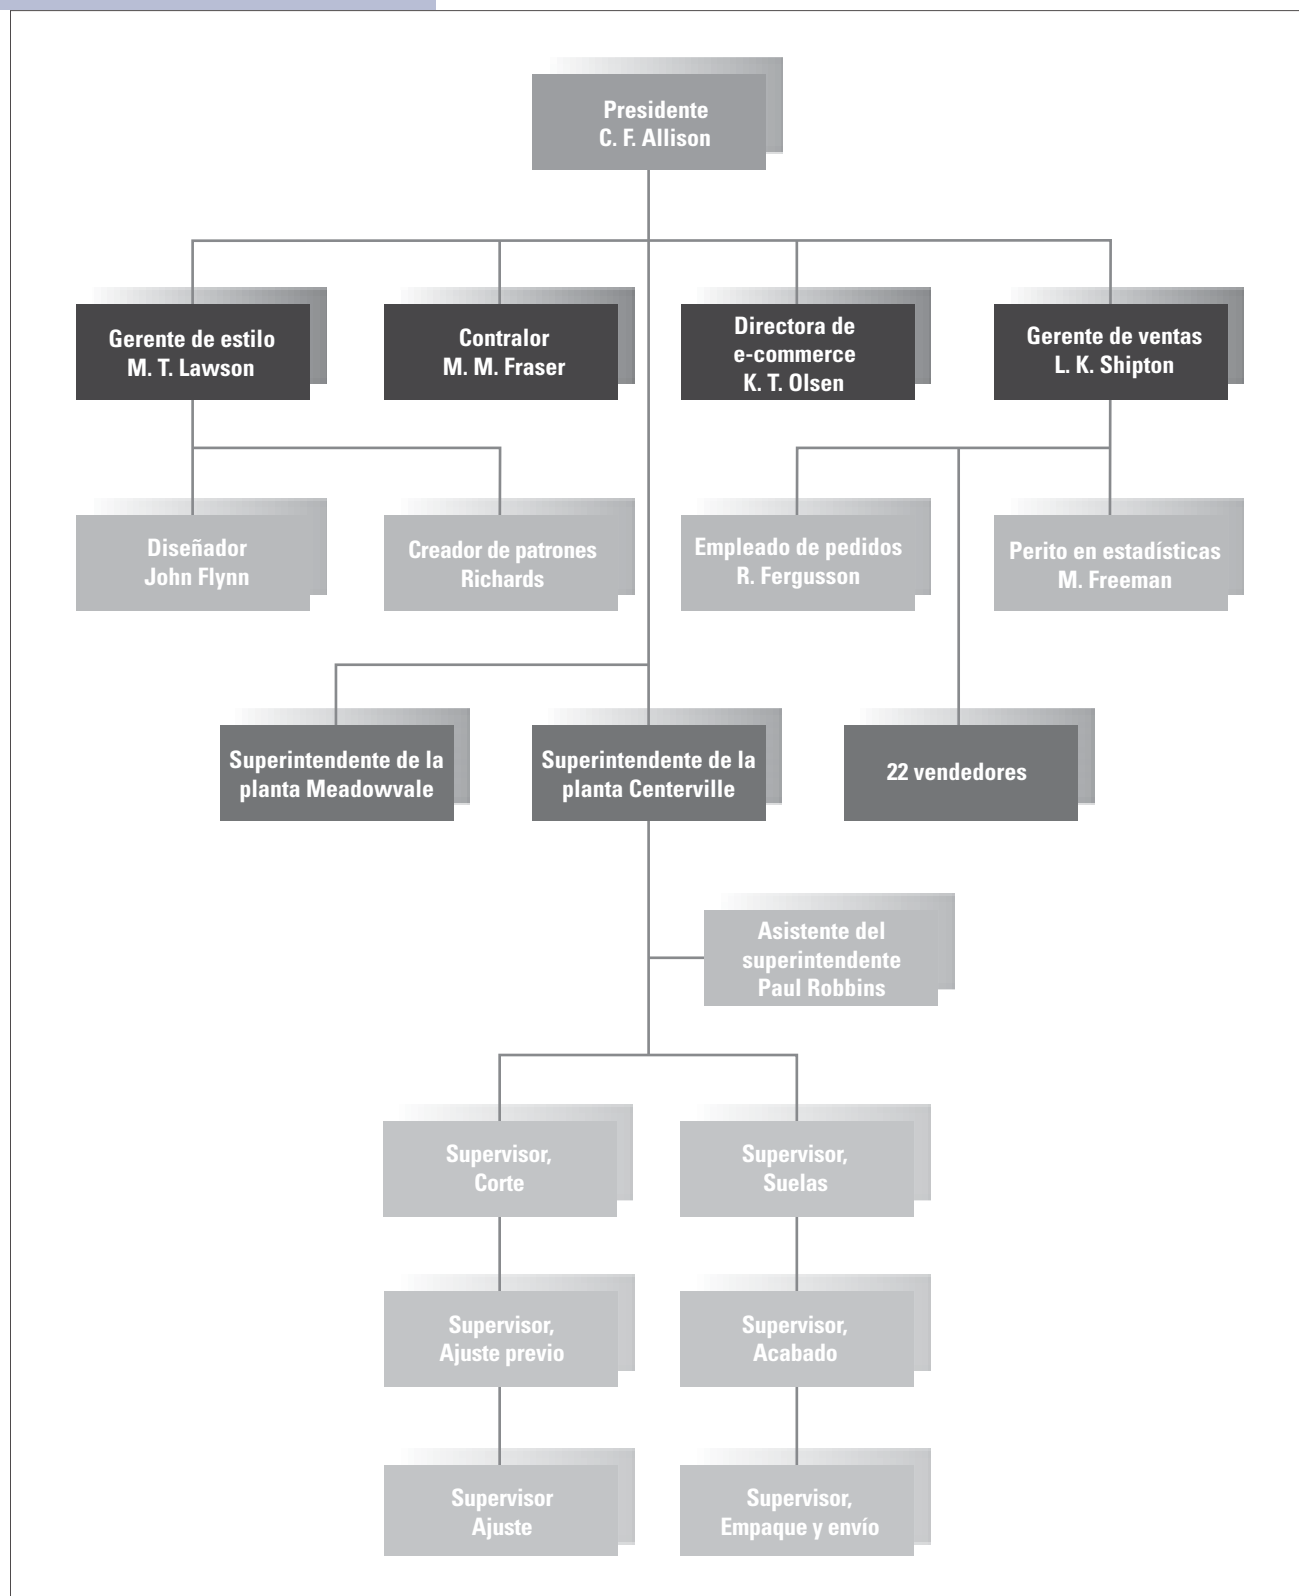 Presidente
C. F. Allison
Gerente de estilo
M. T. Lawson
Contralor
M. M. Fraser
Directora de
e-commerce
K. T. Olsen
Gerente de ventas
L. K. Shipton
Diseñador
John Flynn
Creador de patrones
Richards
Empleado de pedidos
R. Fergusson
Perito en estadísticas
M. Freeman
Superintendente de la
planta Meadowvale
Superintendente de la
planta Centerville
22 vendedores
Asistente del
superintendente
Paul Robbins
Supervisor,
Corte
Supervisor,
Suelas
Supervisor,
Ajuste previo
Supervisor,
Acabado
Supervisor
Ajuste
Supervisor,
Empaque y envío